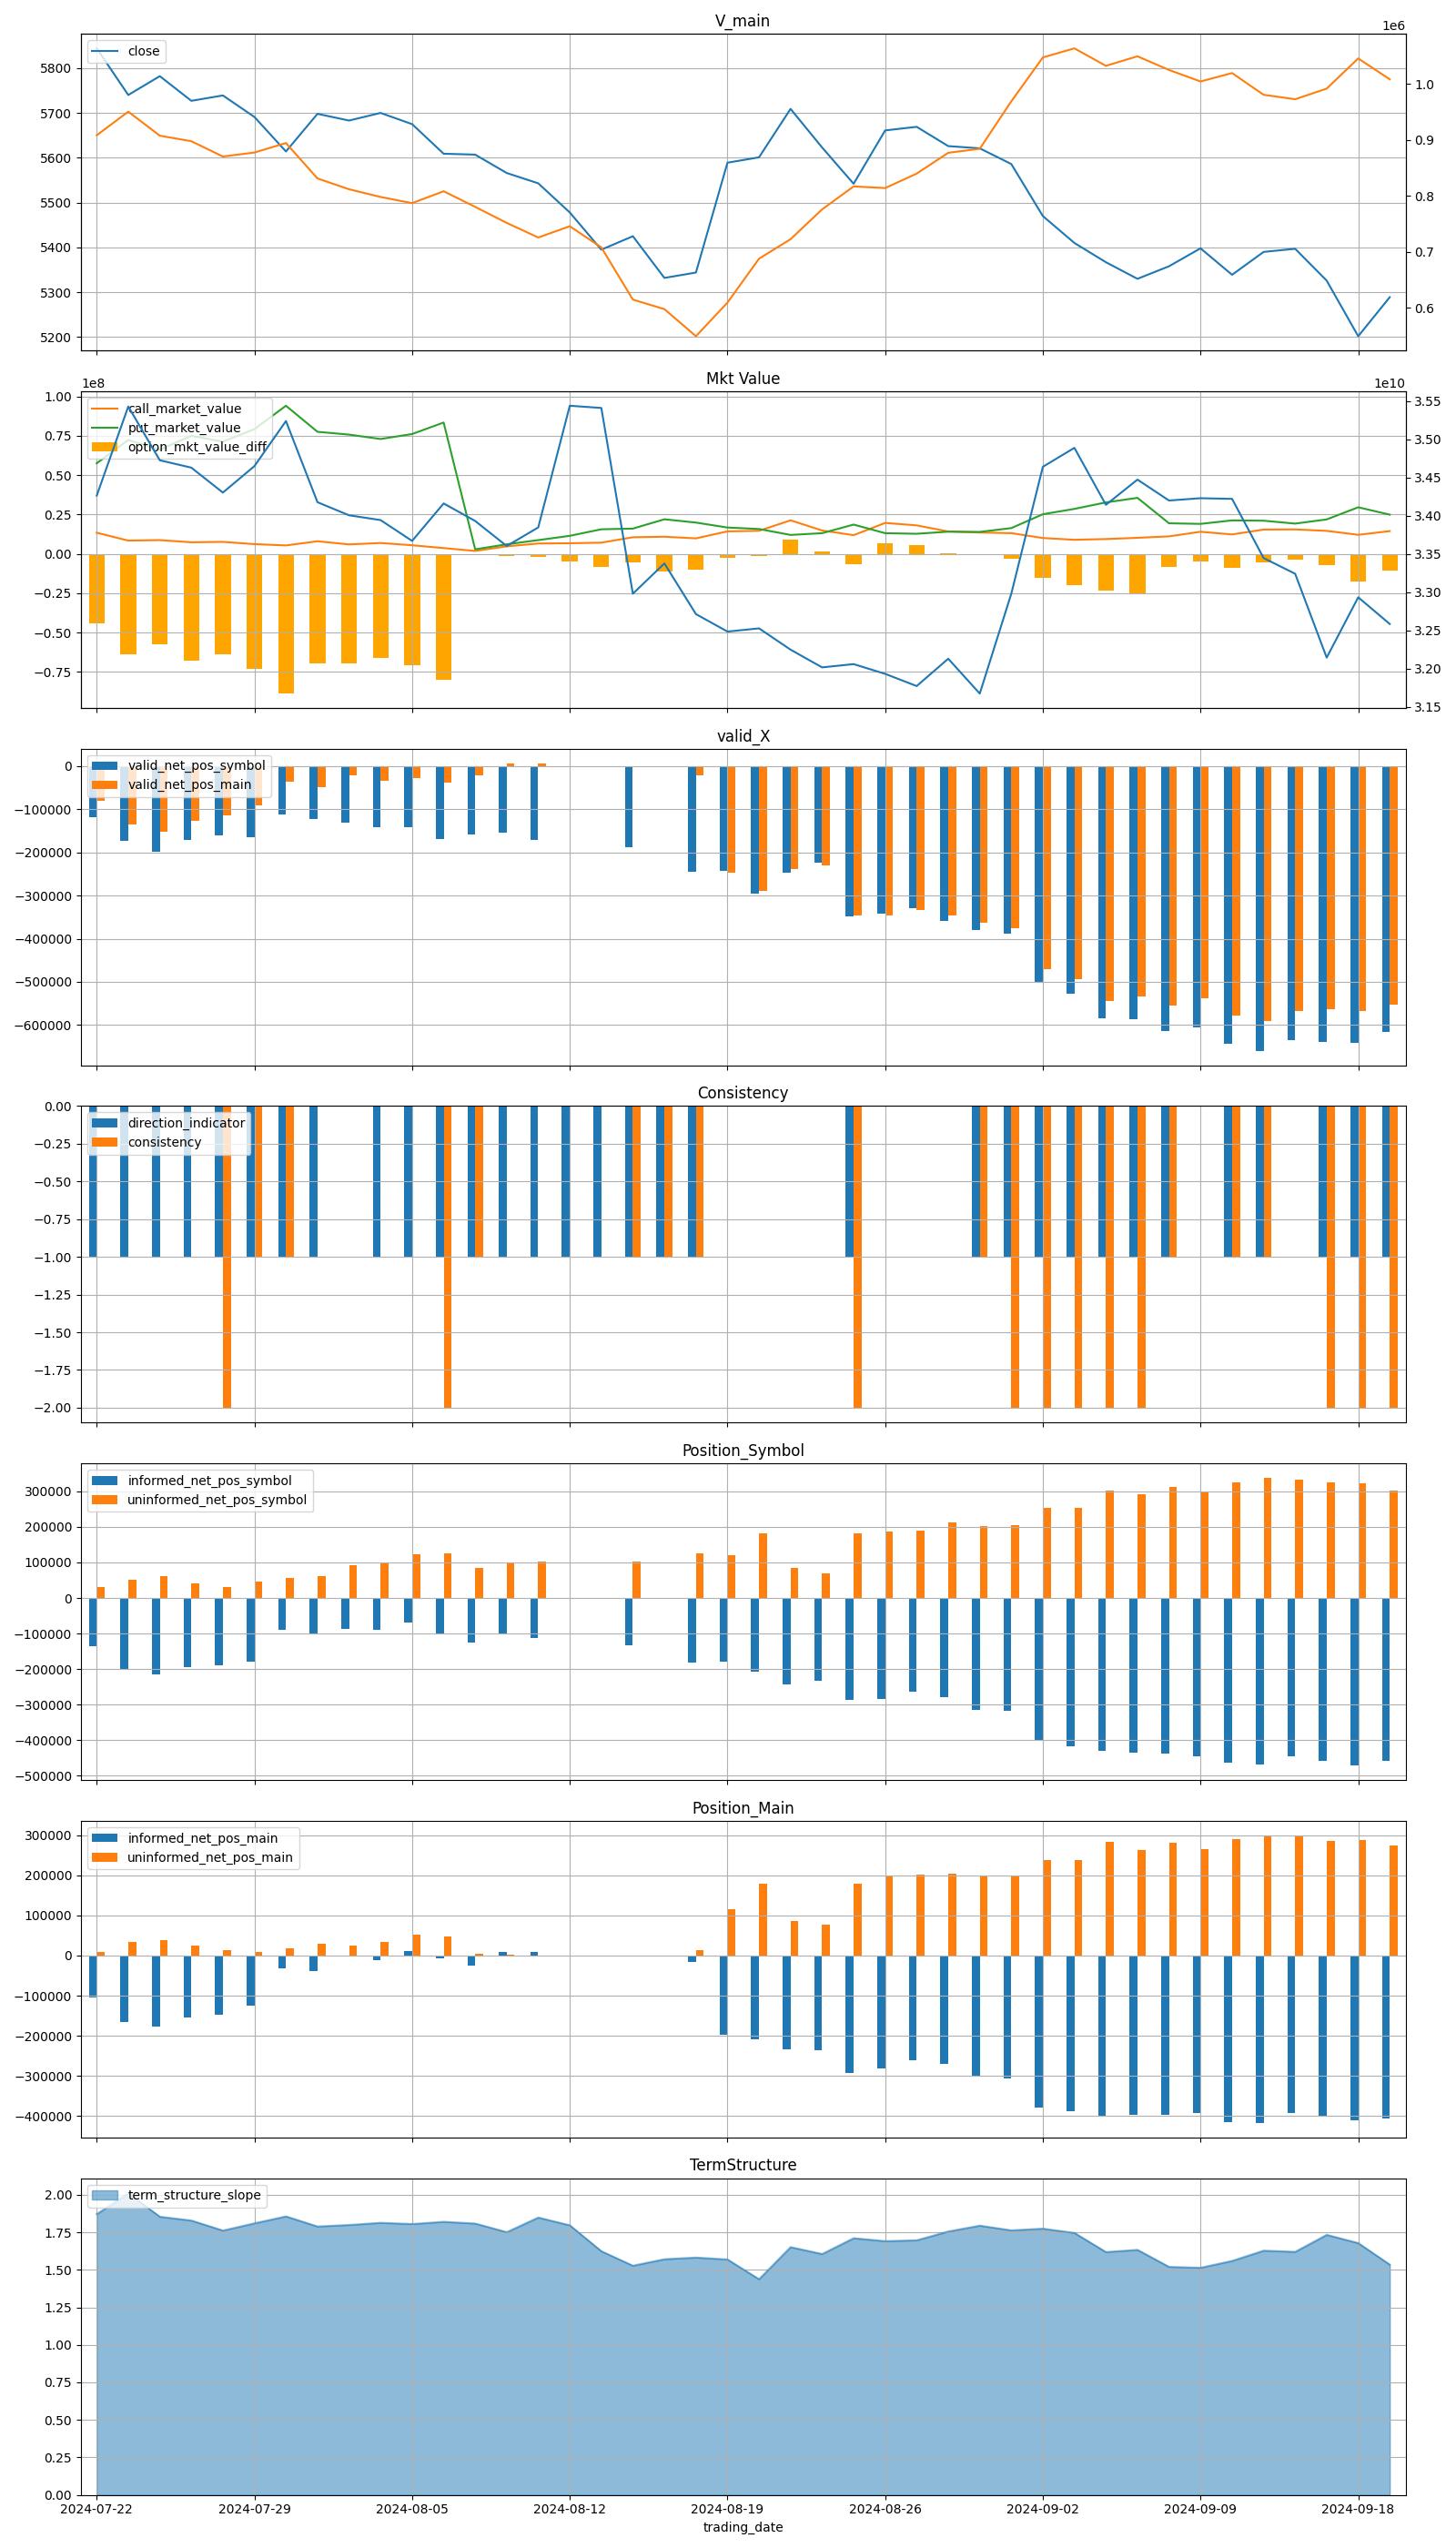 V_main
1e6
close
5800
5700
5600
5500
5400
5300
5200
1.0
0.9
0.8
0.7
0.6
Mkt Value
1e8
1e10
call_market_value
put_market_value
option_mkt_value_diff
1.00
0.75
0.50
0.25
0.00
−0.25
−0.50
−0.75
3.55
3.50
3.45
3.40
3.35
3.30
3.25
3.20
3.15
valid_X
valid_net_pos_symbol
valid_net_pos_main
0
−100000
−200000
−300000
−400000
−500000
−600000
Consistency
direction_indicator
consistency
0.00
−0.25
−0.50
−0.75
−1.00
−1.25
−1.50
−1.75
−2.00
Position_Symbol
informed_net_pos_symbol
uninformed_net_pos_symbol
300000
200000
100000
0
−100000
−200000
−300000
−400000
−500000
Position_Main
informed_net_pos_main
uninformed_net_pos_main
300000
200000
100000
0
−100000
−200000
−300000
−400000
TermStructure
term_structure_slope
2.00
1.75
1.50
1.25
1.00
0.75
0.50
0.25
0.00
2024-07-22 2024-07-29 2024-08-05 2024-08-12 2024-08-19 2024-08-26 2024-09-02 2024-09-09 2024-09-18
trading_date